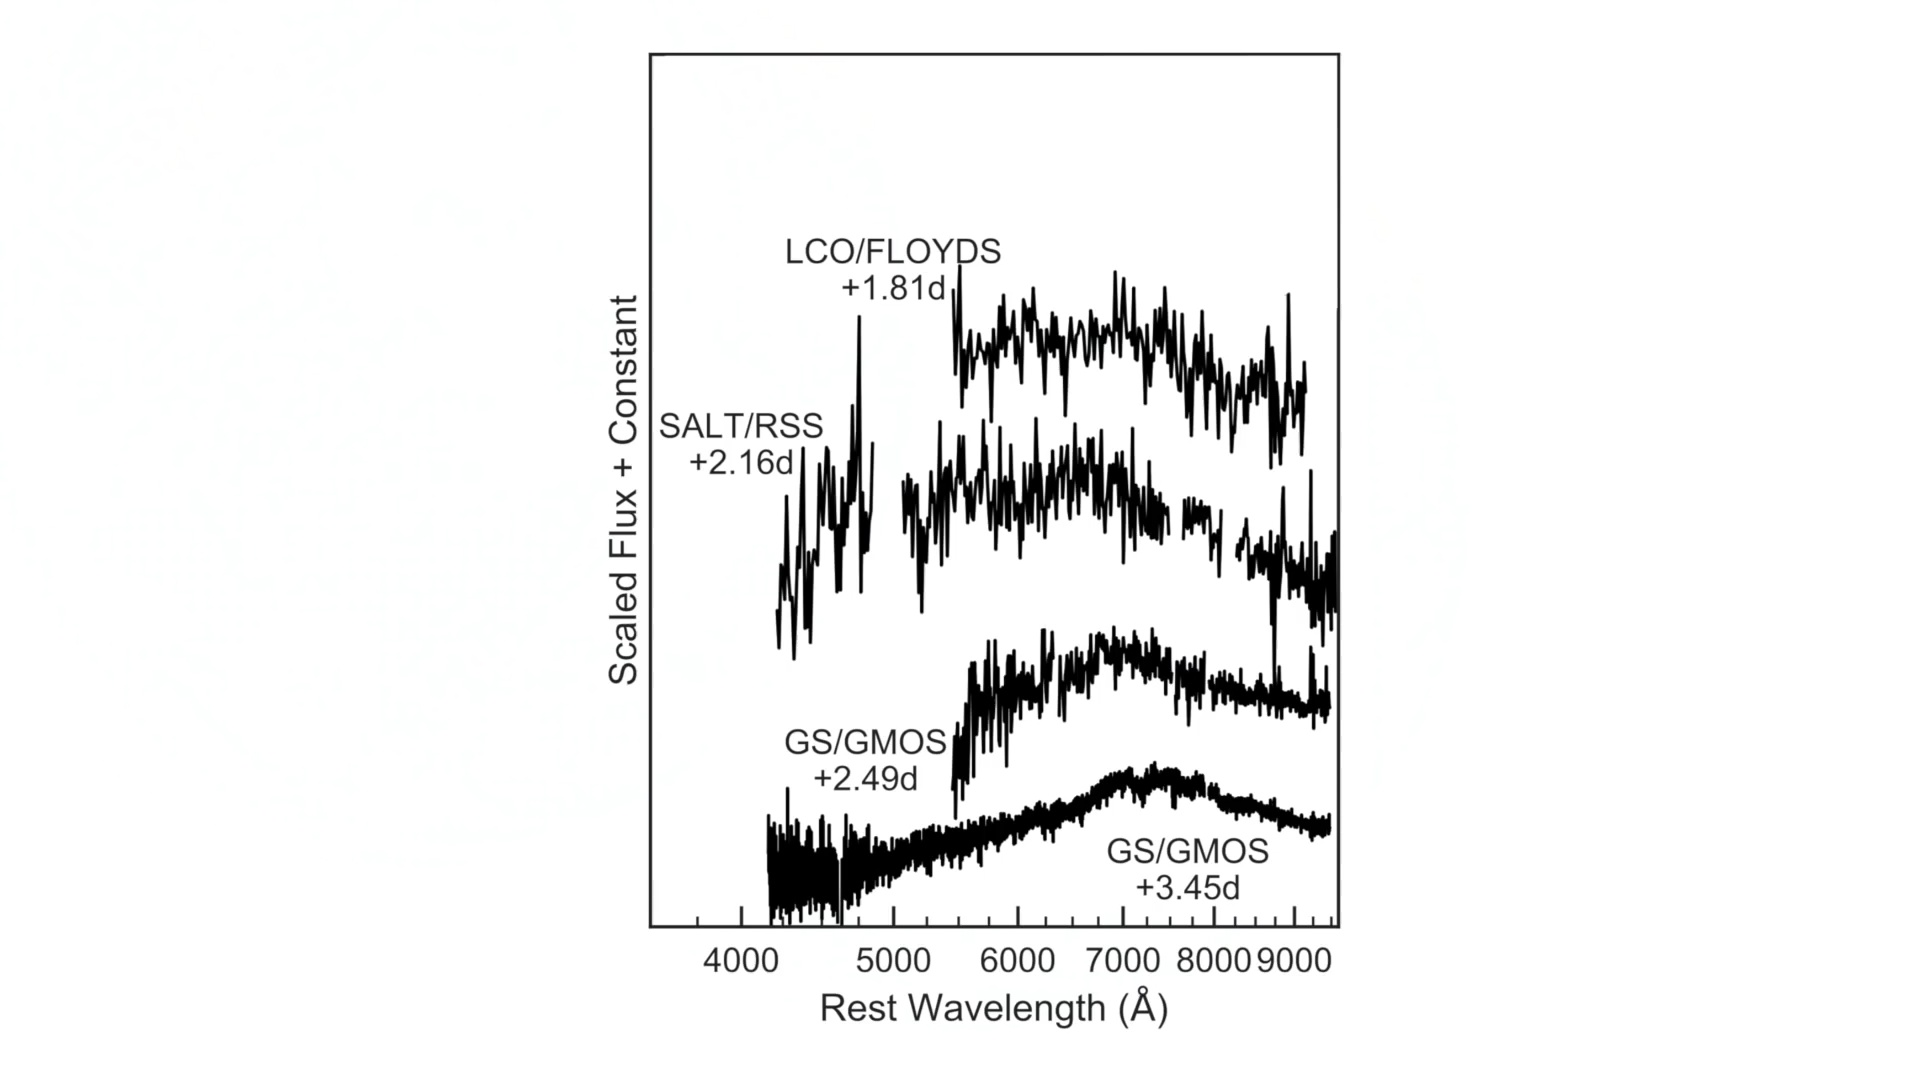 LCO/FLOYDS
+1.81d
SALT/RSS
+2.16d
GS/GMOS
+2.49d
GS/GMOS
+3.45d
Scaled Flux + Constant
4000 5000 6000 7000 8000 9000
Rest Wavelength (Å)